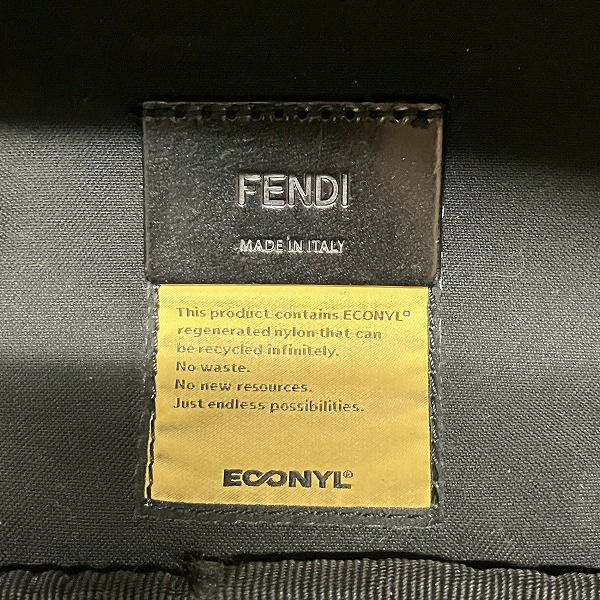 FENDI
MADE IN ITALY
This product contains ECONYL®
regenerated nylon that can
be recycled infinitely.
No waste.
No new resources.
Just endless possibilities.
ECONYL®